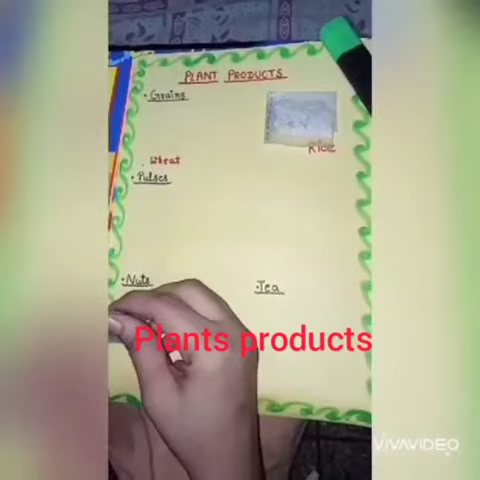 PLANT PRODUCTS
• Grains
Rice
. Wheat
• Pulses
• Nuts
• Tea
Plants products
VIVAVIDEO